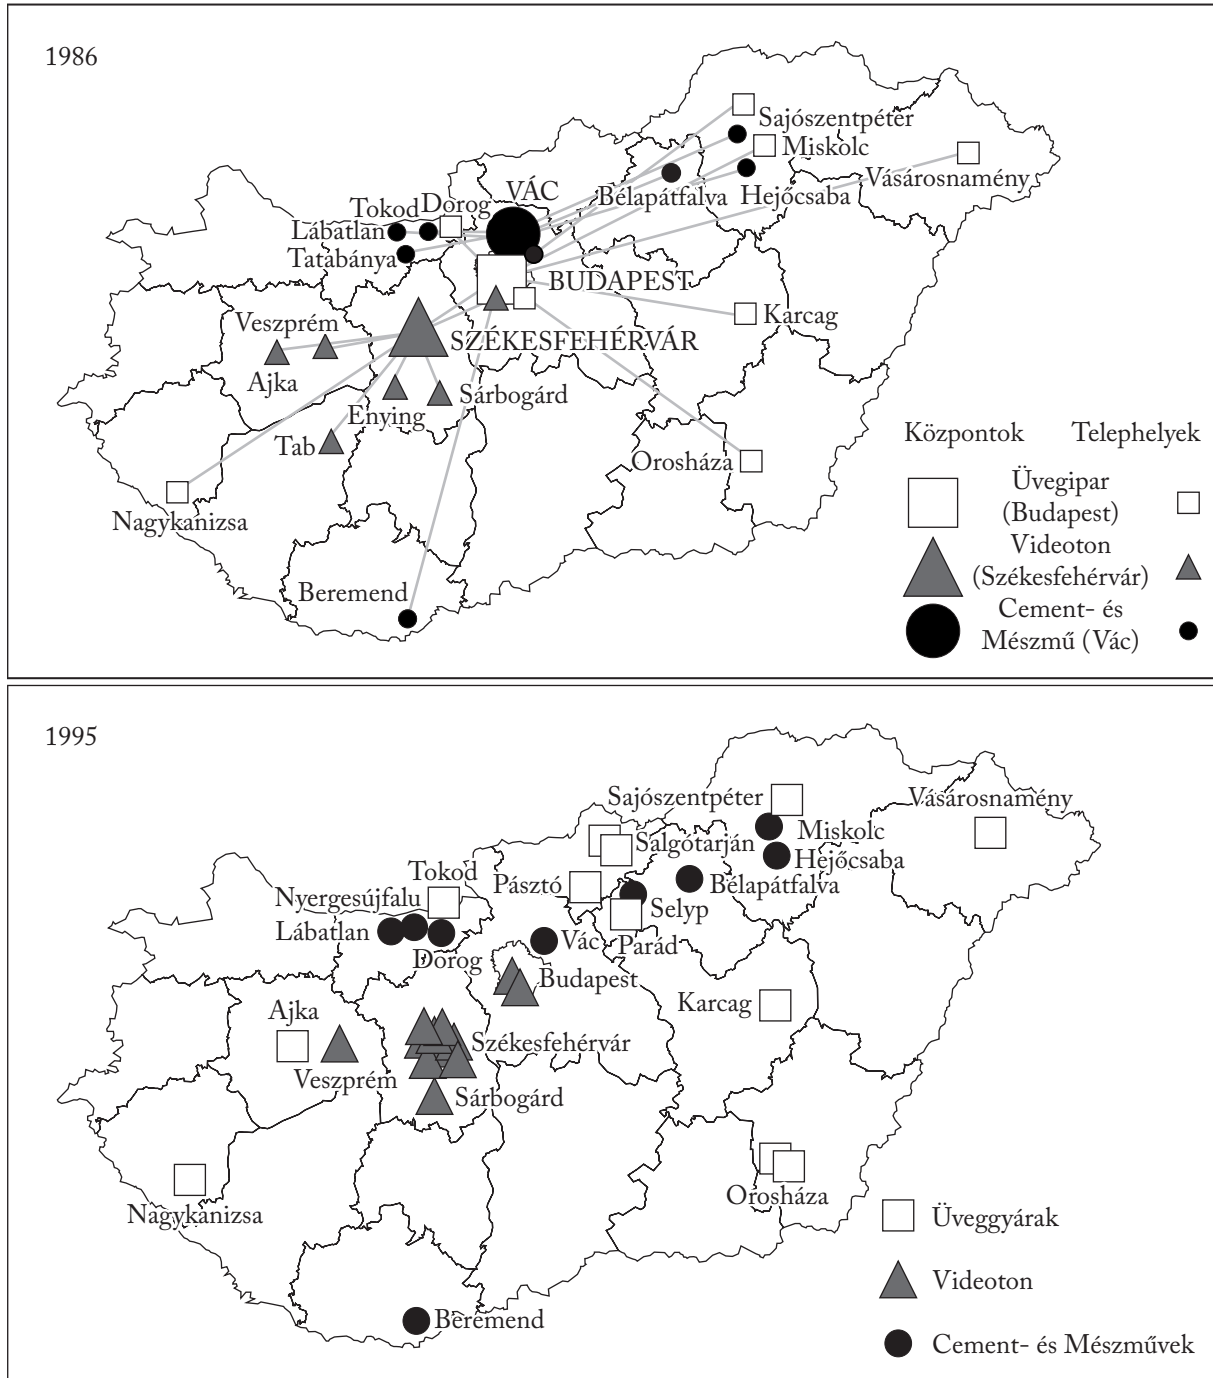 1986
Sajószentpéter
Miskolc
Vásárosnamény
Bélapátfalva
Hejőcsaba
VÁC
Tokod
Dorog
Lábatlan
Tatabánya
BUDAPEST
Karcag
Veszprém
SZÉKESFEHÉRVÁR
Ajka
Enying
Sárbogárd
Tab
Orosháza
Nagykanizsa
Beremend
Központok
Telephelyek
Üvegipar
(Budapest)
Videoton
(Székesfehérvár)
Cement- és
Mészmű (Vác)
1995
Sajószentpéter
Vásárosnamény
Miskolc
Salgótarján
Hejőcsaba
Tokod
Pásztó
Bélapátfalva
Nyergesújfalu
Selyp
Lábatlan
Vác
Parád
Dorog
Budapest
Karcag
Ajka
Székesfehérvár
Veszprém
Sárbogárd
Orosháza
Nagykanizsa
Beremend
Üveggyárak
Videoton
Cement- és Mészművek